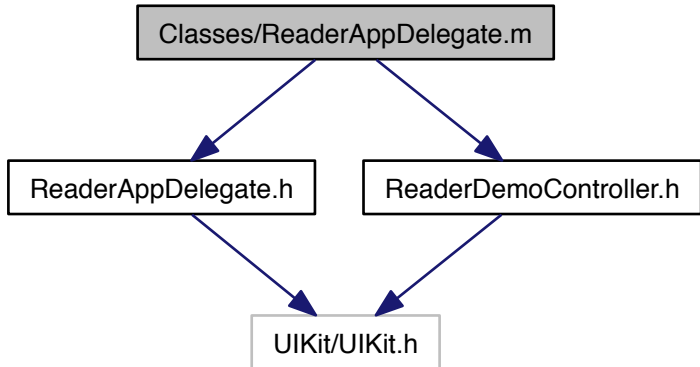 Classes/ReaderAppDelegate.m
ReaderAppDelegate.h
ReaderDemoController.h
UIKit/UIKit.h